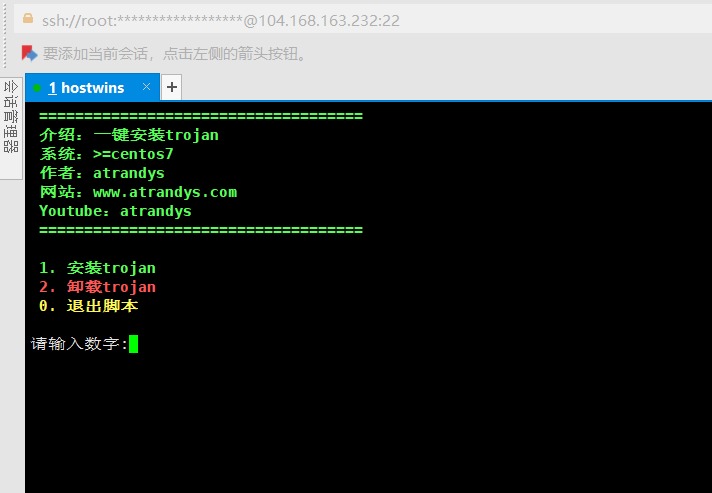 ssh://root:******************@104.168.163.232:22
要添加当前会话，点击左侧的箭头按钮。
会话管理器
1 hostwins × +
====================================
介绍：一键安装trojan
系统：>=centos7
作者：atrandys
网站：www.atrandys.com
Youtube：atrandys
====================================
1. 安装trojan
2. 卸载trojan
0. 退出脚本
请输入数字: